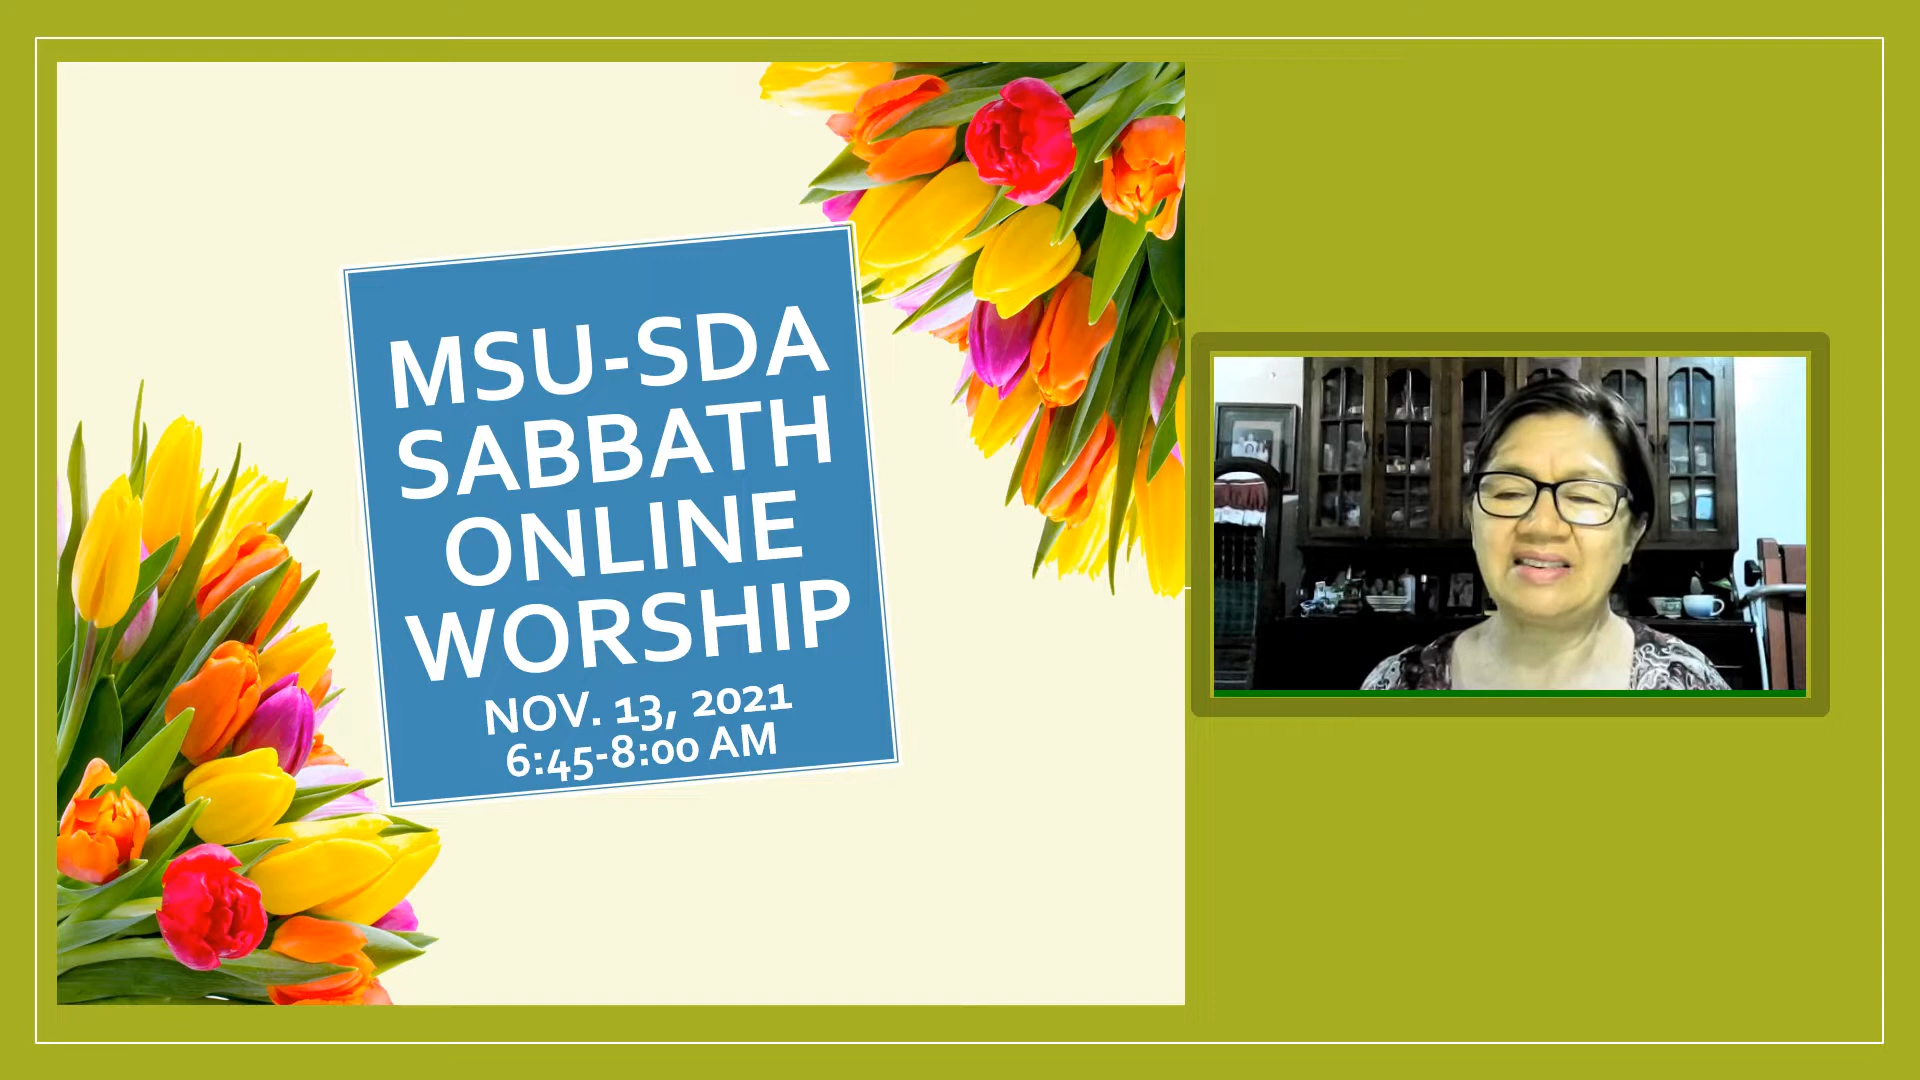 MSU-SDA
SABBATH
ONLINE
WORSHIP
NOV. 13, 2021
6:45-8:00 AM